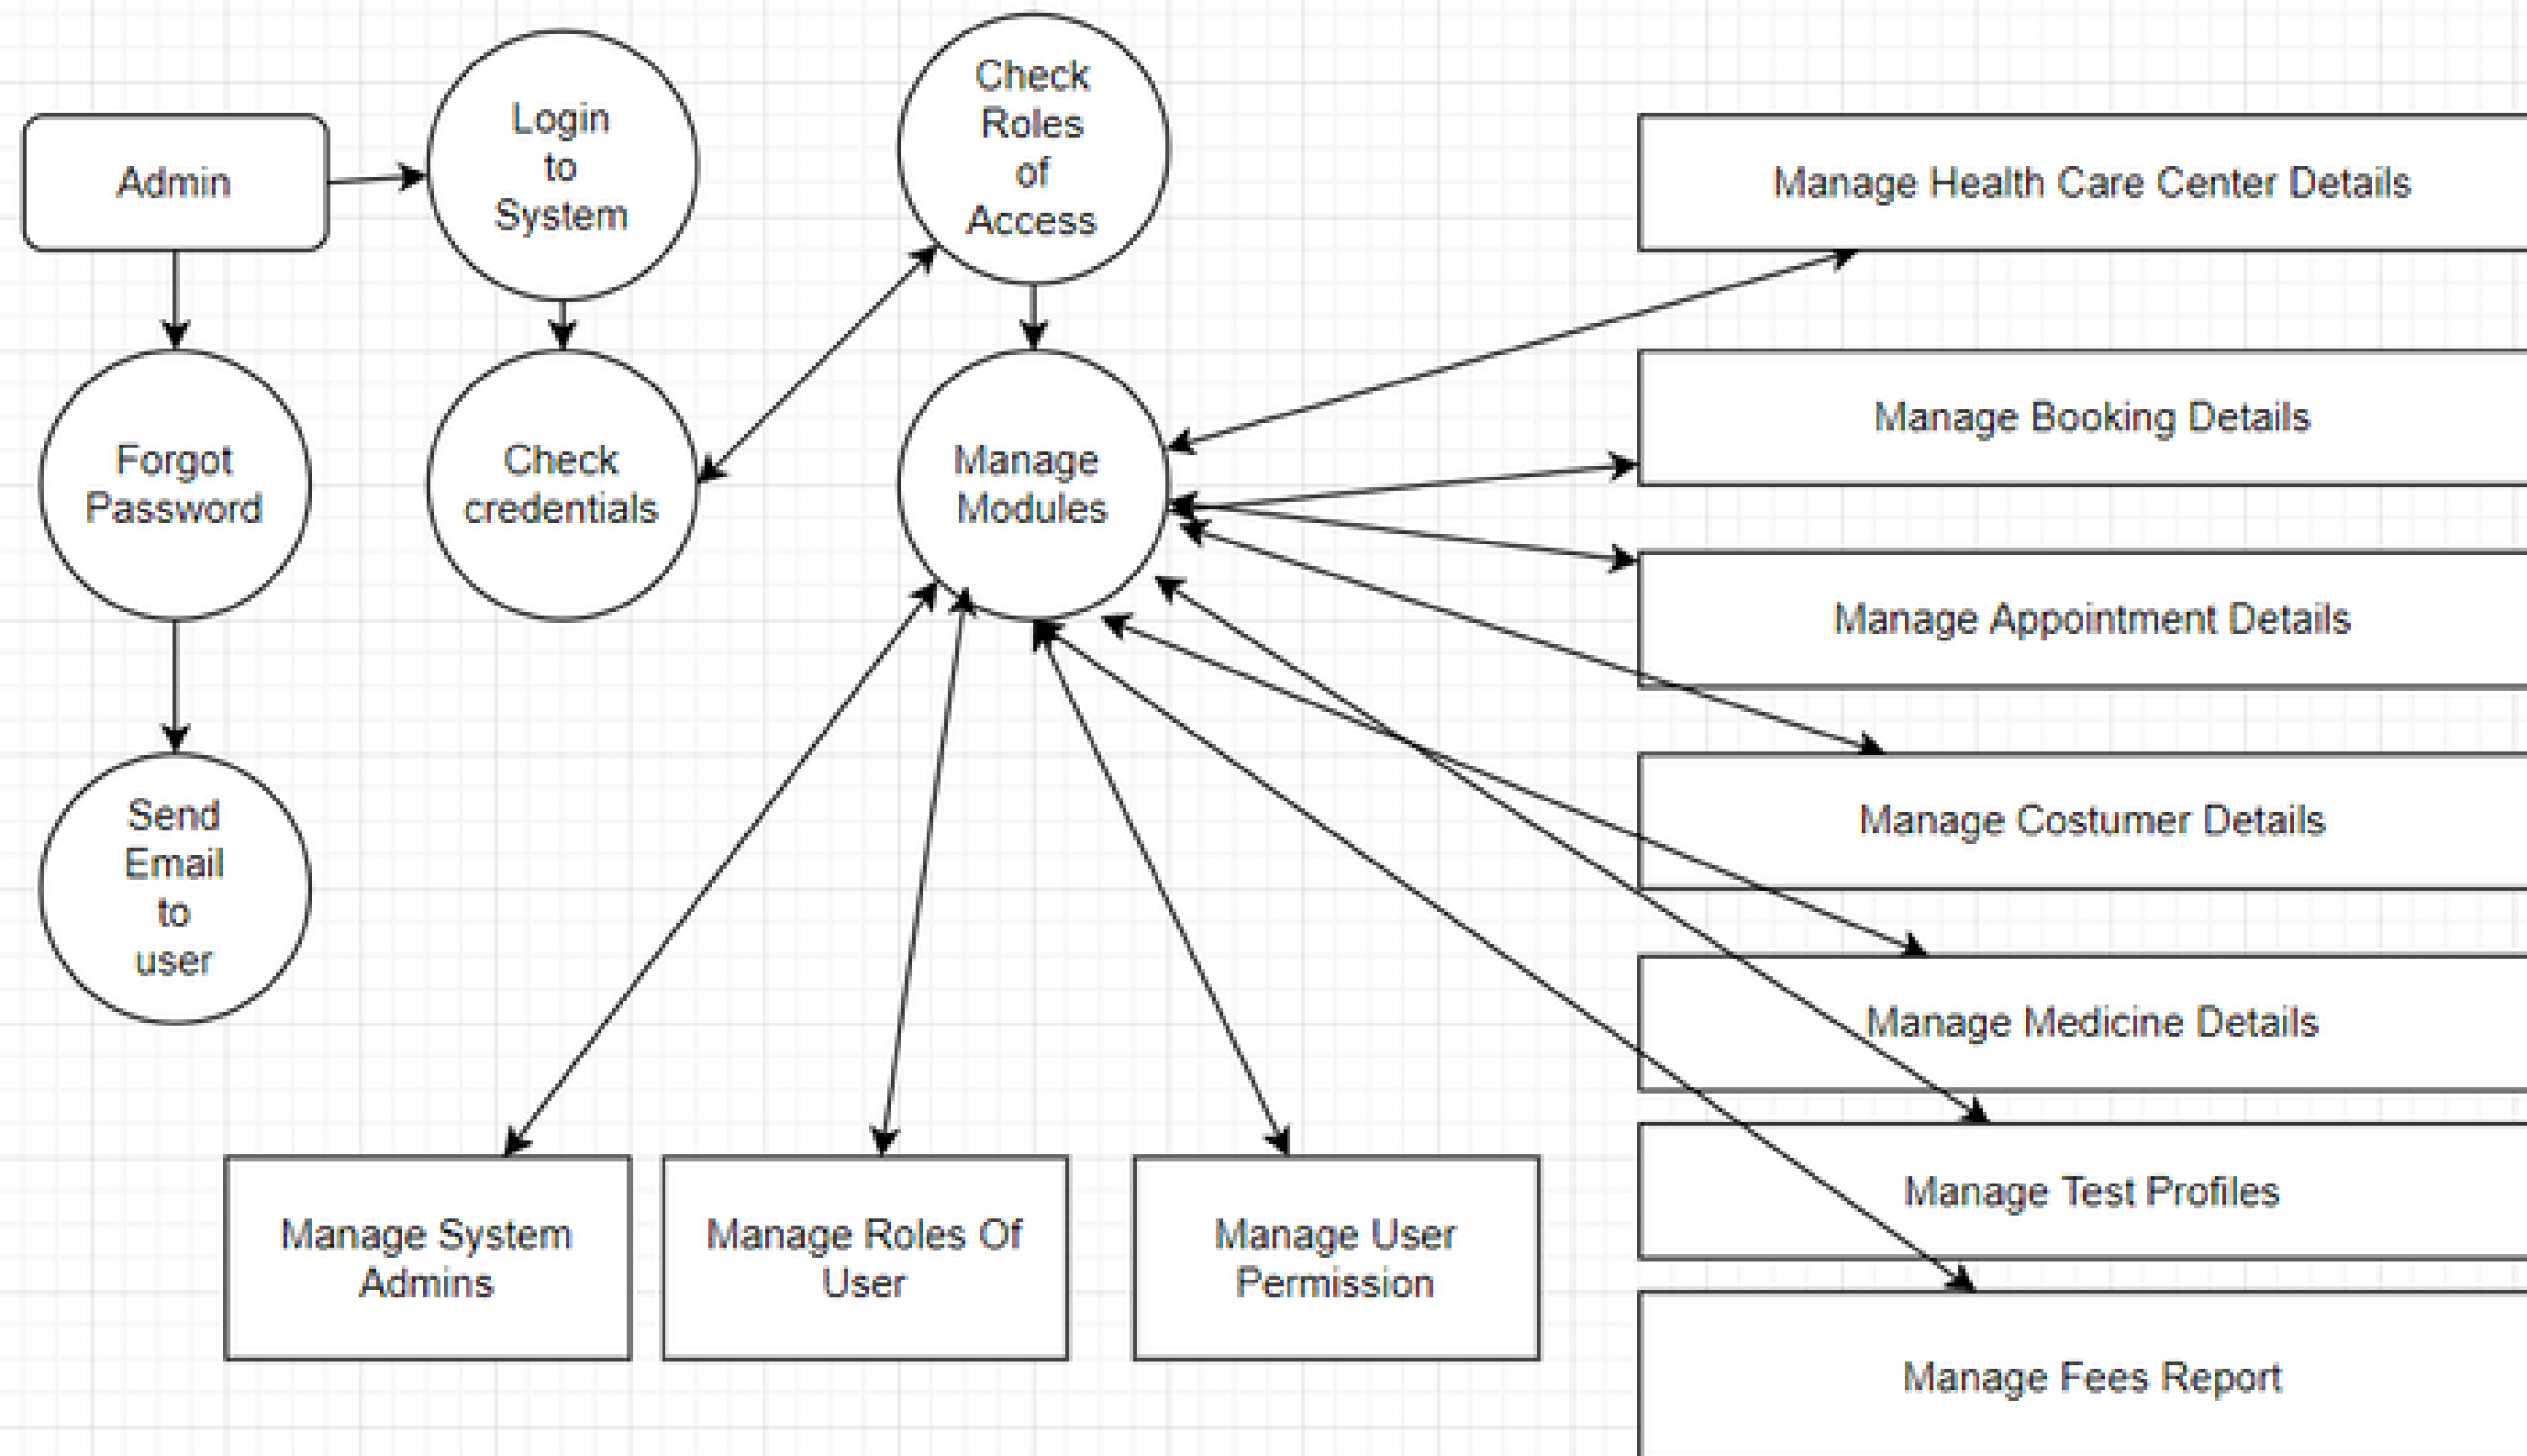 Admin
Login
to
System
Check
Roles
of
Access
Forgot
Password
Check
credentials
Manage
Modules
Send
Email
to
user
Manage System
Admins
Manage Roles Of
User
Manage User
Permission
Manage Health Care Center Details
Manage Booking Details
Manage Appointment Details
Manage Costumer Details
Manage Medicine Details
Manage Test Profiles
Manage Fees Report